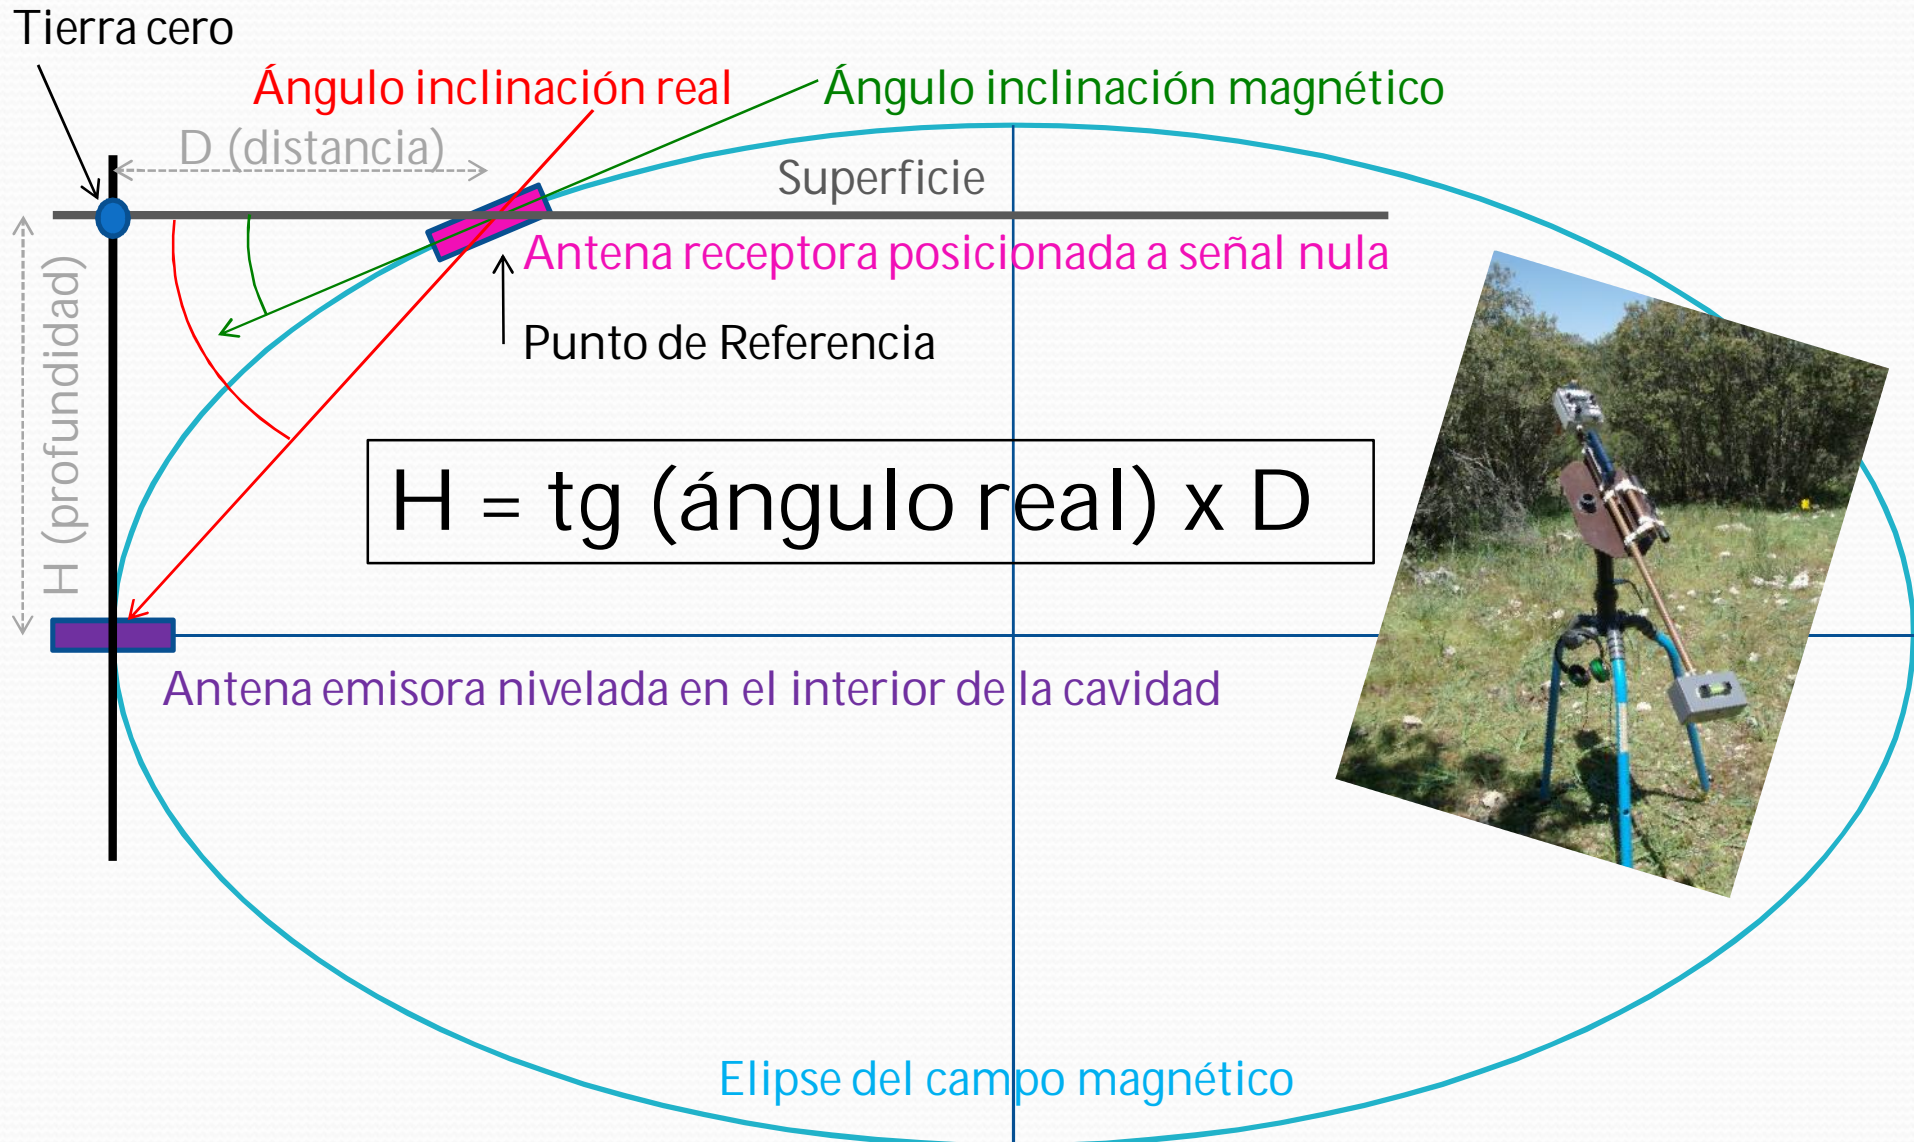 Tierra cero
Ángulo inclinación real
Ángulo inclinación magnético
D (distancia)
Superficie
Antena receptora posicionada a señal nula
Punto de Referencia
H (profundidad)
H = tg (ángulo real) x D
Antena emisora nivelada en el interior de la cavidad
Elipse del campo magnético